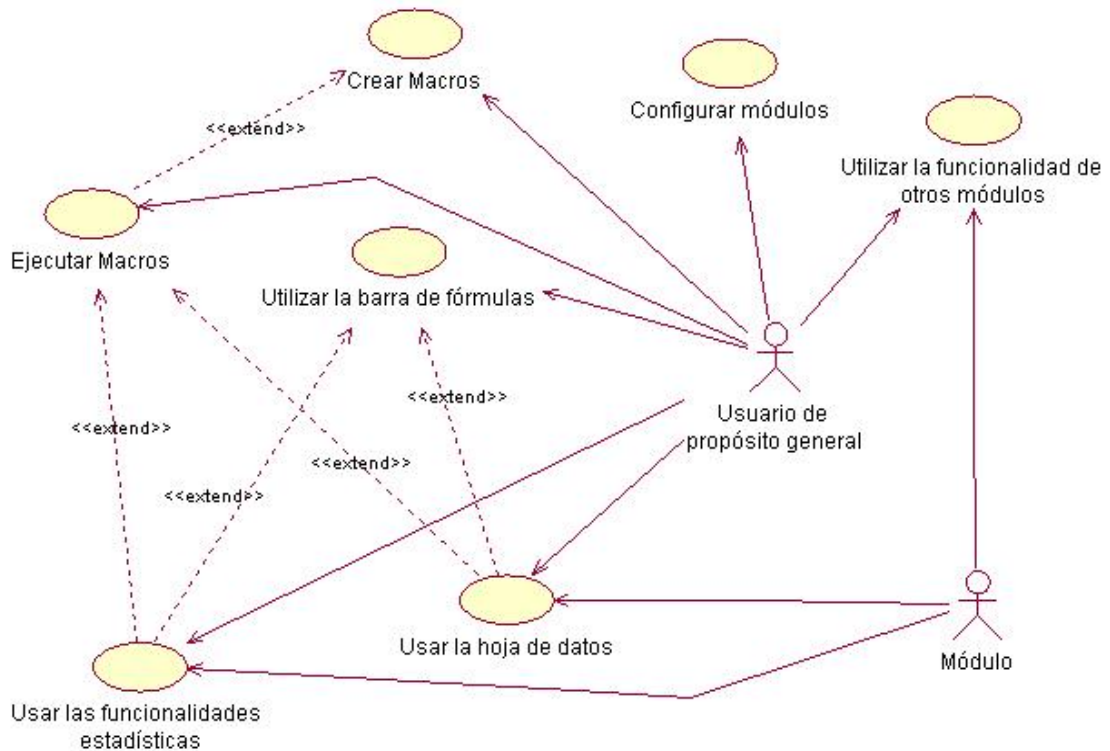 Crear Macros
Configurar módulos
<<extend>>
Utilizar la funcionalidad de
otros módulos
Ejecutar Macros
Utilizar la barra de fórmulas
Usuario de
propósito general
<<extend>>
<<extend>>
<<extend>>
<<extend>>
Usar la hoja de datos
Módulo
Usar las funcionalidades
estadísticas